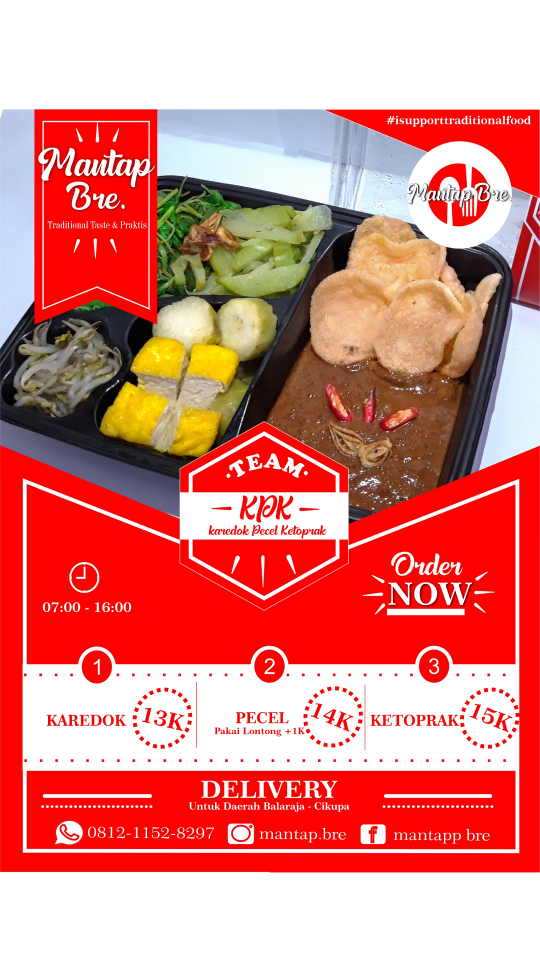 #isupporttraditionalfood
Mantap
Bre.
Traditional Taste & Praktis
Mantap Bre.
·TEAM·
- KPK -
karedok Pecel Ketoprak
07:00 - 16:00
Order
NOW
1
2
3
KAREDOK
13K
PECEL
Pakai Lontong +1K
14K
KETOPRAK
15K
DELIVERY
Untuk Daerah Balaraja - Cikupa
0812-1152-8297
mantap.bre
mantapp bre